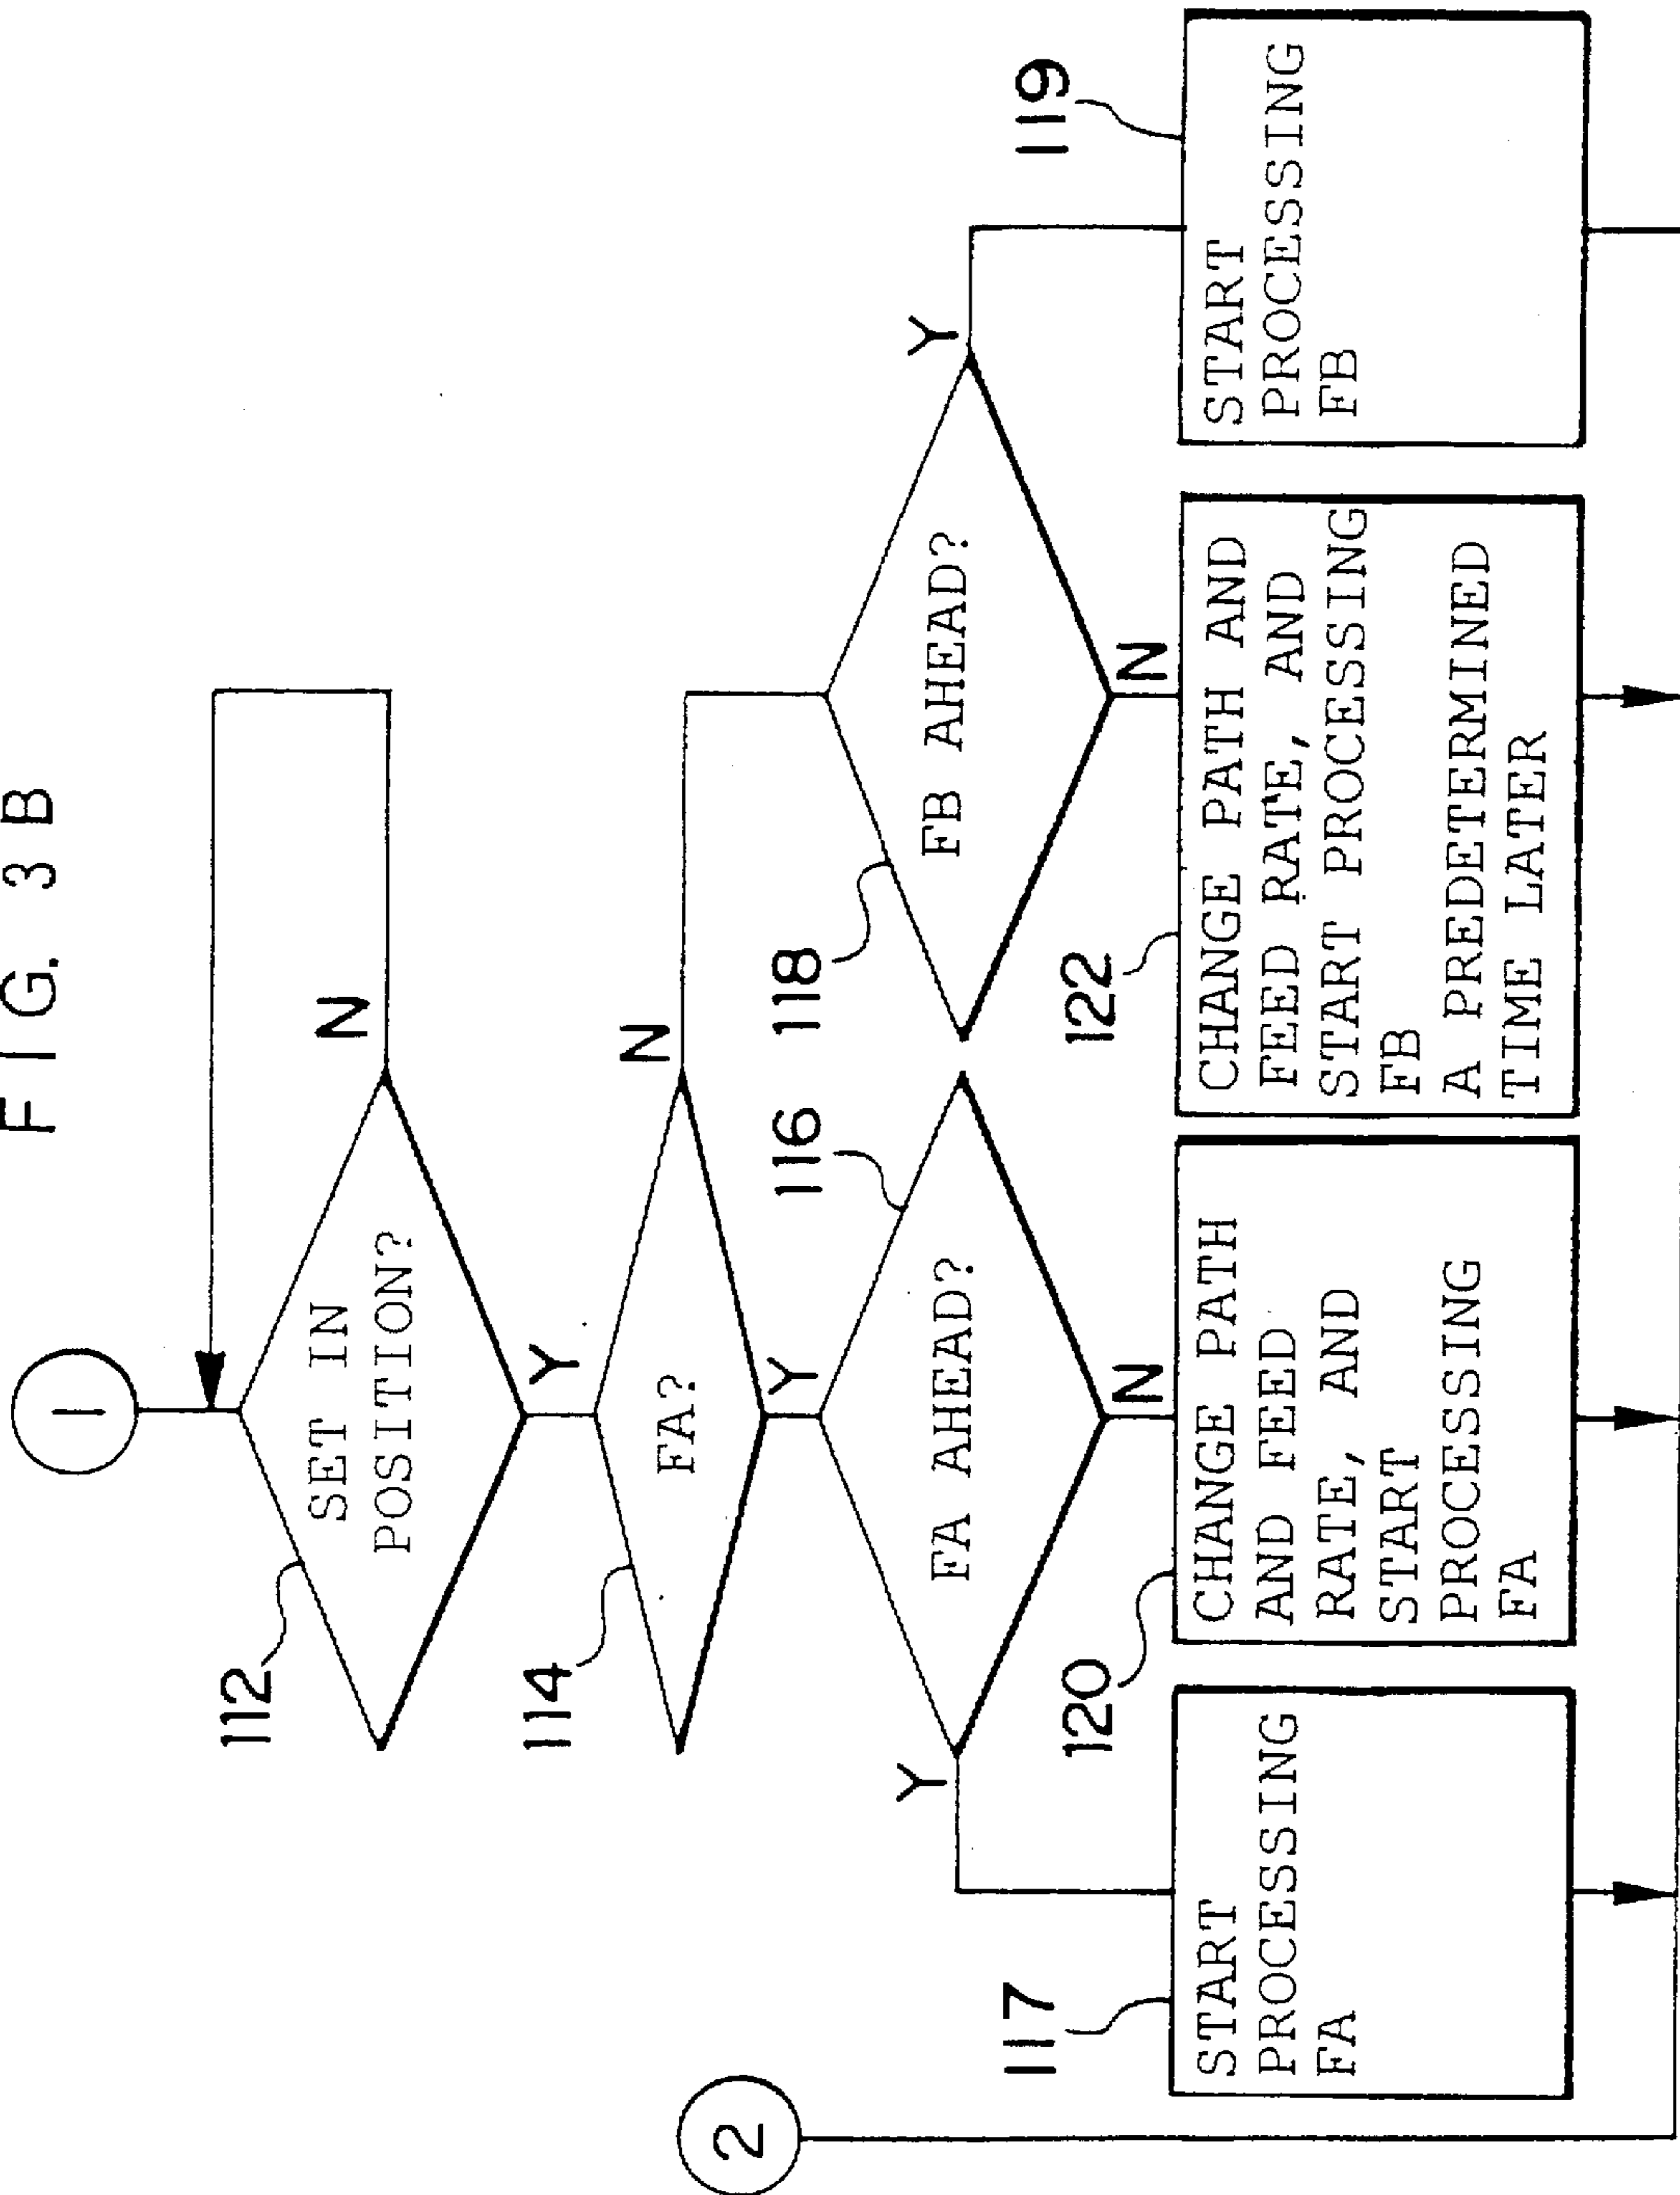 FIG. 3B
1
SET IN
POSITION?
112
N
Y
FA?
114
N
Y
FA AHEAD?
116
Y
N
FB AHEAD?
118
Y
N
2
START
PROCESSING
FA
117
CHANGE PATH
AND FEED
RATE, AND
START
PROCESSING
FA
120
CHANGE PATH AND
FEED RATE, AND
START PROCESSING
FB
A PREDETERMINED
TIME LATER
122
START
PROCESSING
FB
119